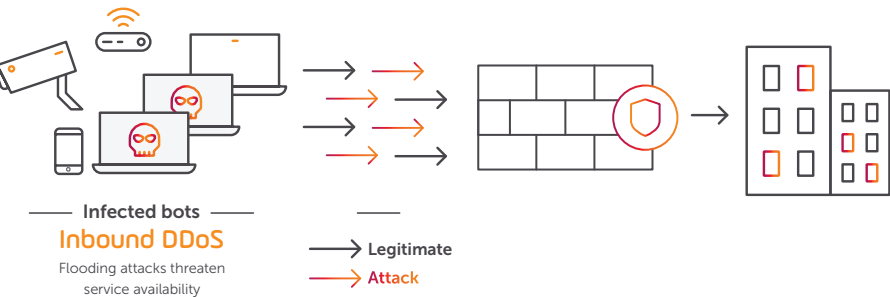 Infected bots
Inbound DDoS
Flooding attacks threaten
service availability
Legitimate
Attack